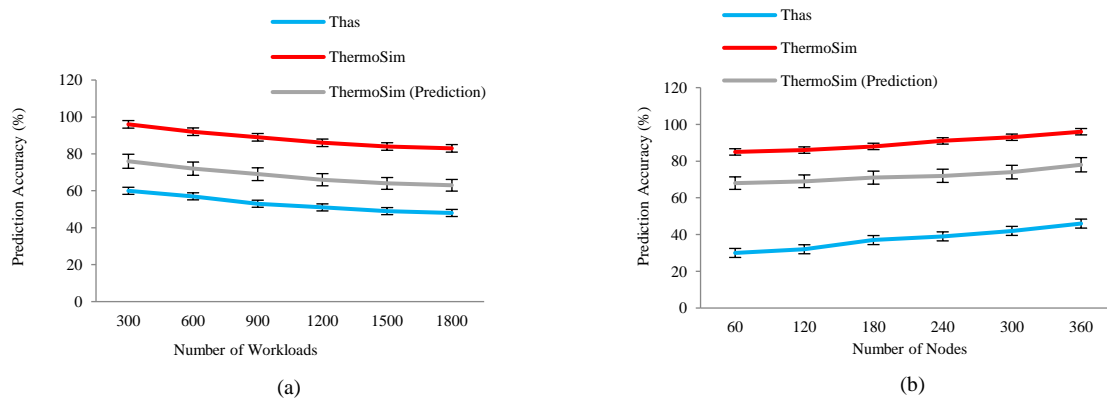 Thas
ThermoSim
ThermoSim (Prediction)
Prediction Accuracy (%)
120
100
80
60
40
20
0
300 600 900 1200 1500 1800
Number of Workloads
(a)
Thas
ThermoSim
ThermoSim (Prediction)
Prediction Accuracy (%)
120
100
80
60
40
20
0
60 120 180 240 300 360
Number of Nodes
(b)